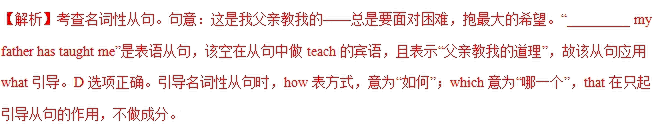 【解析】考查名词性从句。句意：这是我父亲教我的——总是要面对困难，抱最大的希望。“_________ my
father has taught me”是表语从句，该空在从句中做 teach 的宾语，且表示“父亲教我的道理”，故该从句应用
what 引导。D 选项正确。引导名词性从句时，how 表方式，意为“如何”；which 意为“哪一个”，that 在只起
引导从句的作用，不做成分。